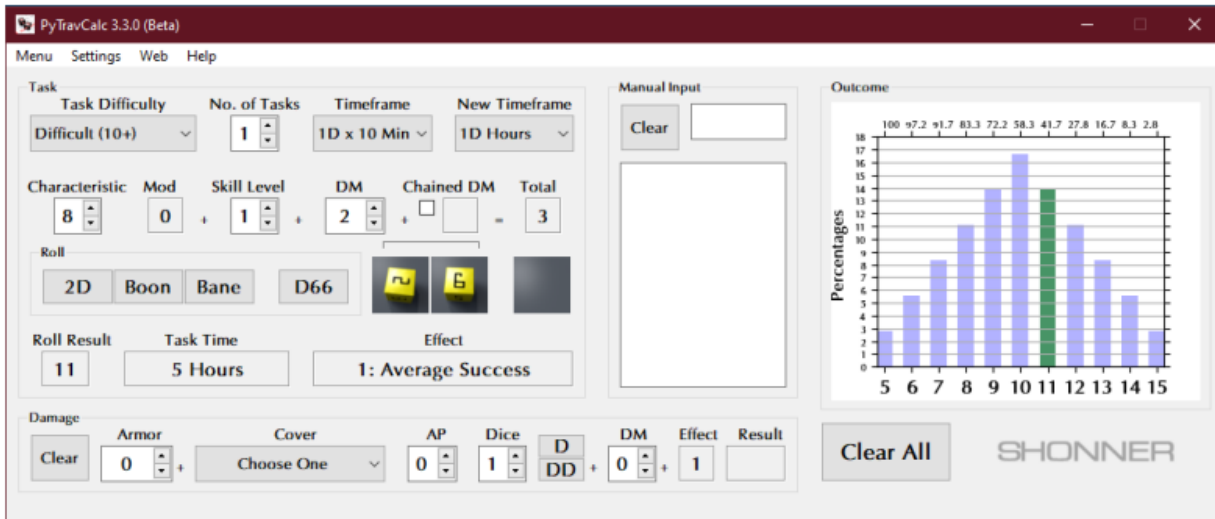 PyTravCalc 3.3.0 (Beta)
Menu Settings Web Help
Task
Task Difficulty No. of Tasks Timeframe New Timeframe
Difficult (10+) 1 1D x 10 Min 1D Hours
Characteristic Mod Skill Level DM Chained DM Total
8 0 + 1 + 2 + = 3
Roll
2D Boon Bane D66
2 6
Roll Result Task Time Effect
11 5 Hours 1: Average Success
Manual Input
Clear
Outcome
100 97.2 91.7 83.3 72.2 58.3 41.7 27.8 16.7 8.3 2.8
Percentages
18
17
16
15
14
13
12
11
10
9
8
7
6
5
4
3
2
1
0
5 6 7 8 9 10 11 12 13 14 15
Damage
Armor Cover AP Dice DM Effect Result
Clear 0 + Choose One 0 1 D DD + 0 + 1
Clear All
SHONNER